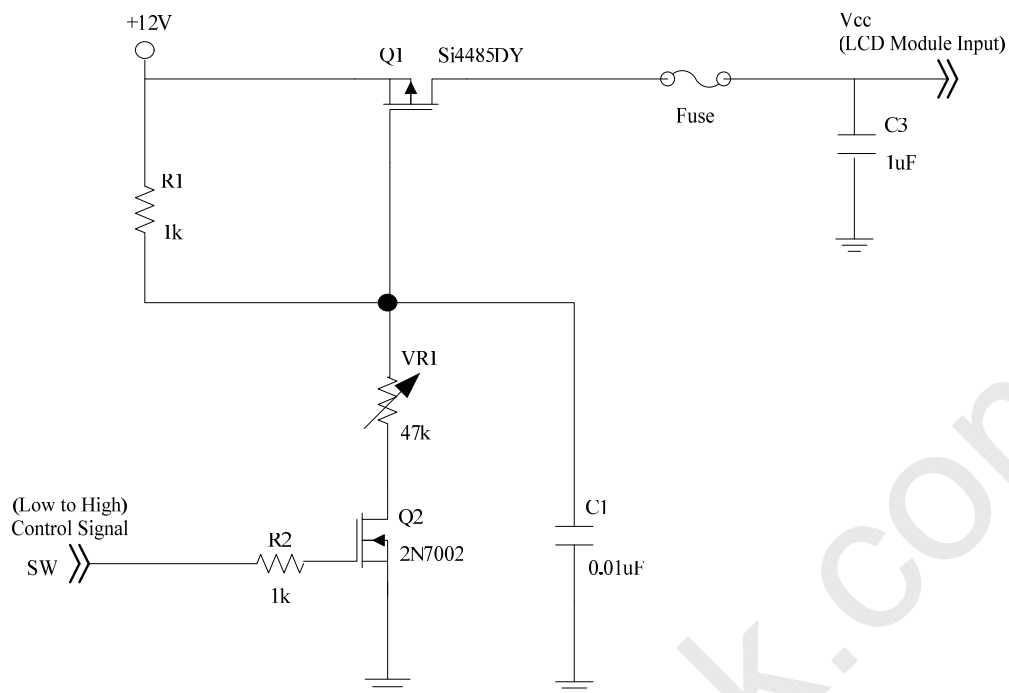 +12V
Vcc
(LCD Module Input)
Q1
Si4485DY
Fuse
C3
1uF
R1
1k
VR1
47k
(Low to High)
Control Signal
SW
R2
1k
Q2
2N7002
C1
0.01uF
k.com